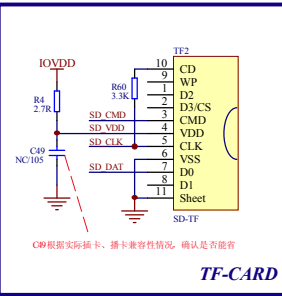 TF2
IOVDD
10 CD
9 WP
R60
3.3K
1 D2
R4
2.7R
2 D3/CS
SD_CMD 3 CMD
SD_VDD 4 VDD
SD_CLK 5 CLK
6 VSS
C49
NC/105
SD_DAT 7 D0
8 D1
11 Sheet
SD-TF
C49根据实际插卡、播卡兼容性情况，确认是否能省
TF-CARD